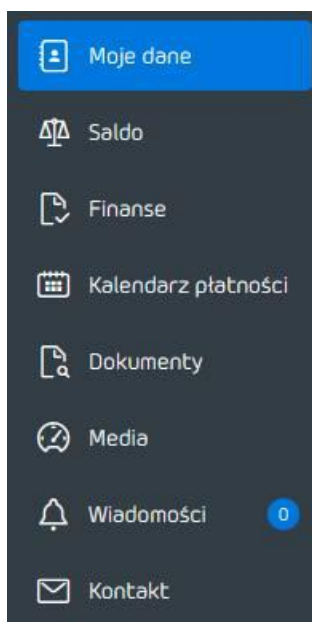 Moje dane
Saldo
Finanse
Kalendarz płatności
Dokumenty
Media
Wiadomości 0
Kontakt